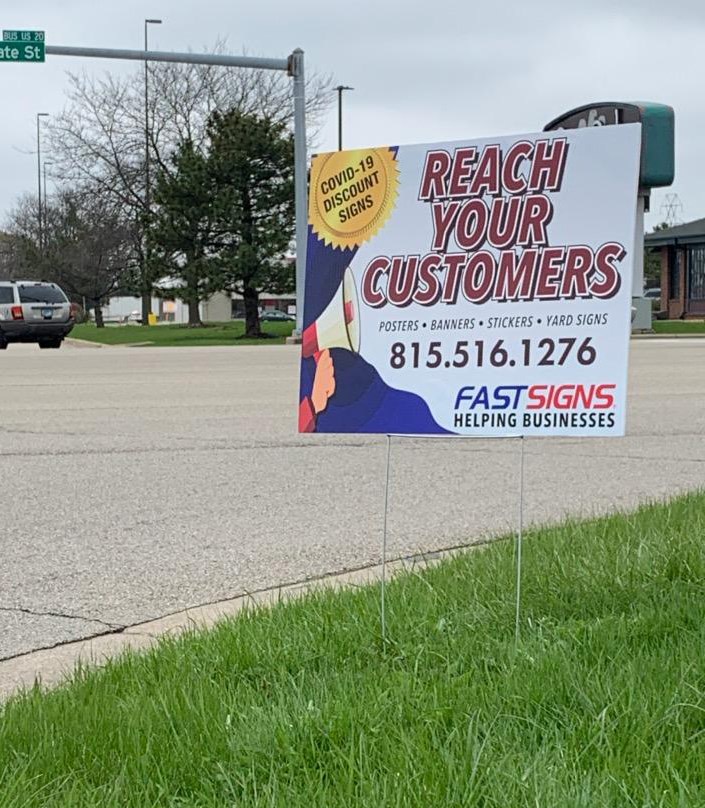 BUS US 20
ate St
COVID-19
DISCOUNT
SIGNS
REACH
YOUR
CUSTOMERS
POSTERS • BANNERS • STICKERS • YARD SIGNS
815.516.1276
FASTSIGNS
HELPING BUSINESSES